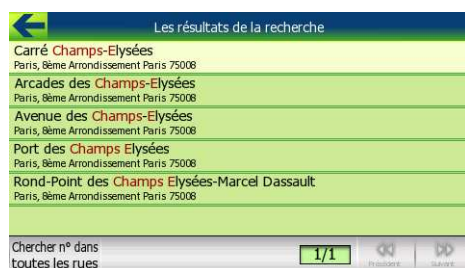 Les résultats de la recherche
Carré Champs-Elysées
Paris, 8ème Arrondissement Paris 75008
Arcades des Champs-Elysées
Paris, 8ème Arrondissement Paris 75008
Avenue des Champs-Elysées
Paris, 8ème Arrondissement Paris 75008
Port des Champs Elysées
Paris, 8ème Arrondissement Paris 75008
Rond-Point des Champs Elysées-Marcel Dassault
Paris, 8ème Arrondissement Paris 75008
Chercher n° dans
toutes les rues
1/1
Précédent
Suivant